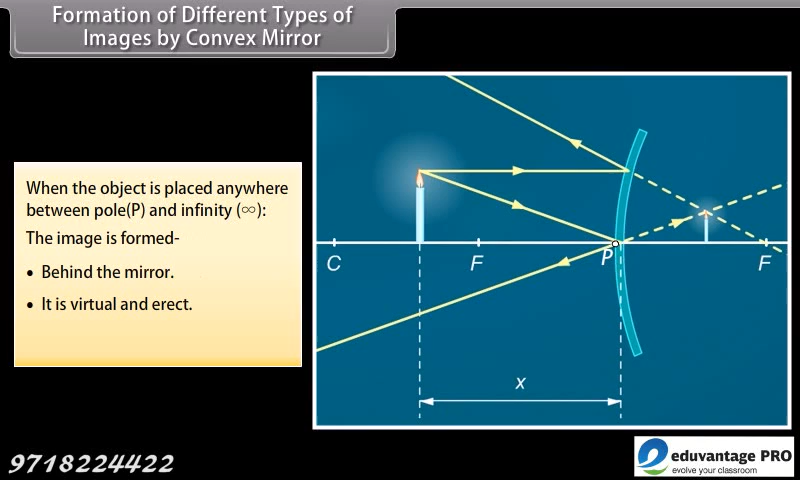 Formation of Different Types of
Images by Convex Mirror
When the object is placed anywhere
between pole(P) and infinity (∞):
The image is formed-
• Behind the mirror.
• It is virtual and erect.
C
F
P
F
x
9718224422
eduvantage PRO
evolve your classroom